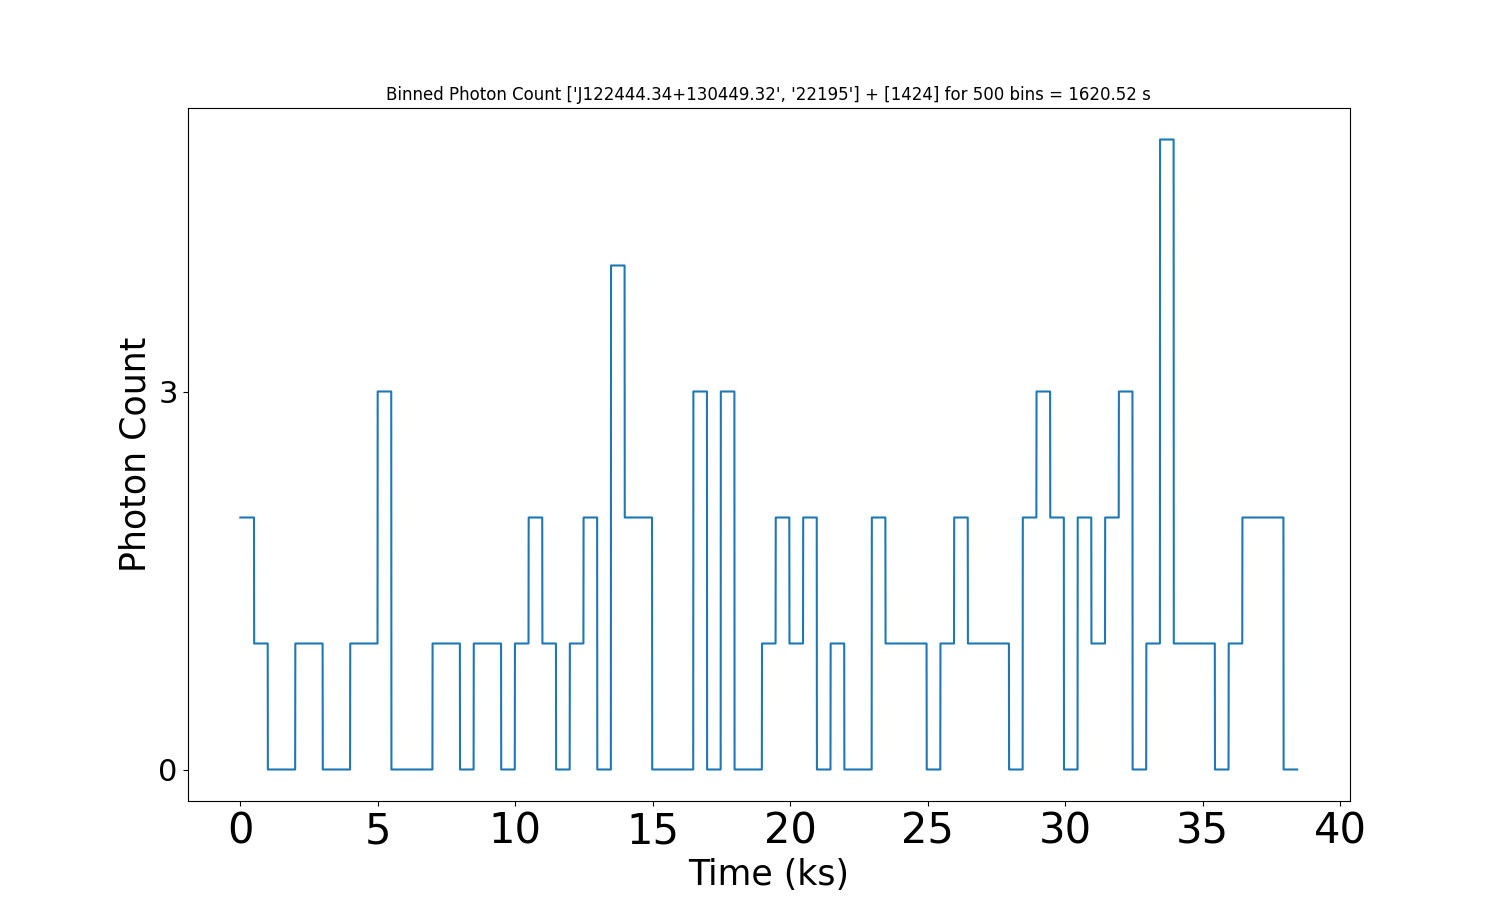 Binned Photon Count ['J122444.34+130449.32', '22195'] + [1424] for 500 bins = 1620.52 s
Photon Count
3
0
0 5 10 15 20 25 30 35 40
Time (ks)